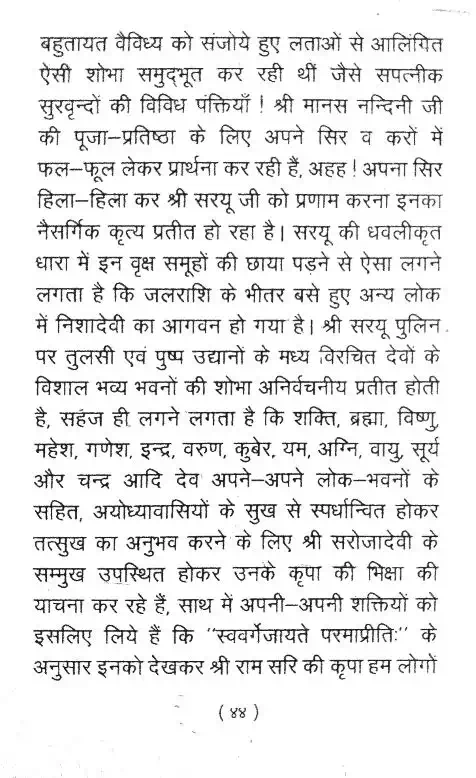 बहुतायत वैविध्य को संजोये हुए लताओं से आलिंगित
ऐसी शोभा समुद्‌भूत कर रही थीं जैसे सपत्नीक
सुरवृन्दों की विविध पंक्तियाँ ! श्री मानस नन्दिनी जी
की पूजा–प्रतिष्ठा के लिए अपने सिर व करों में
फल–फूल लेकर प्रार्थना कर रही हैं, अहह ! अपना सिर
हिला–हिला कर श्री सरयू जी को प्रणाम करना इनका
नैसर्गिक कृत्य प्रतीत हो रहा है। सरयू की धवलीकृत
धारा में इन वृक्ष समूहों की छाया पड़ने से ऐसा लगने
लगता है कि जलराशि के भीतर बसे हुए अन्य लोक
में निशादेवी का आगवन हो गया है। श्री सरयू पुलिन
पर तुलसी एवं पुष्प उद्यानों के मध्य विरचित देवों के
विशाल भव्य भवनों की शोभा अनिर्वचनीय प्रतीत होती
है, सहज ही लगने लगता है कि शक्ति, ब्रह्मा, विष्णु,
महेश, गणेश, इन्द्र, वरुण, कुबेर, यम, अग्नि, वायु, सूर्य
और चन्द्र आदि देव अपने–अपने लोक–भवनों के
सहित, अयोध्यावासियों के सुख से स्पर्धान्वित होकर
तत्सुख का अनुभव करने के लिए श्री सरोजादेवी के
सम्मुख उपस्थित होकर उनके कृपा की भिक्षा की
याचना कर रहे हैं, साथ में अपनी–अपनी शक्तियों को
इसलिए लिये हैं कि "स्ववर्गेजायते परमाप्रीतिः" के
अनुसार इनको देखकर श्री राम सरि की कृपा हम लोगों
( ४४ )